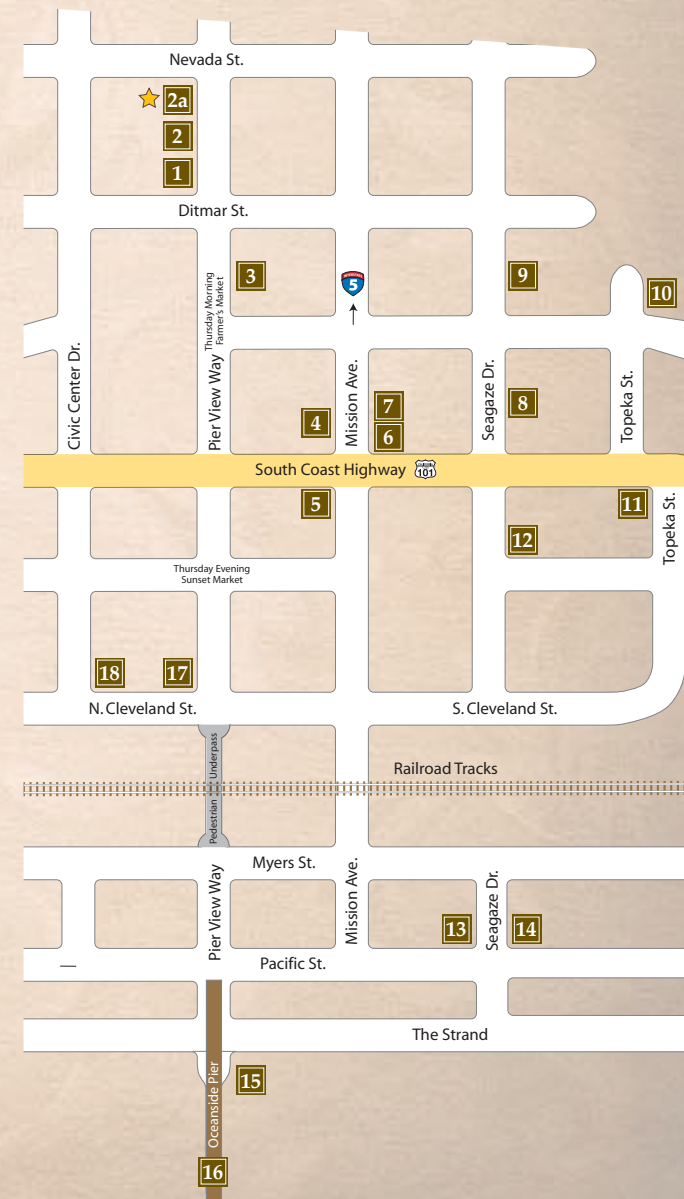 Nevada St.
2a
2
1
Ditmar St.
3
Thursday Morning
Farmer's Market
INTERSTATE
5
9
10
Civic Center Dr.
Pier View Way
4
Mission Ave.
7
6
Seagaze Dr.
8
Topeka St.
South Coast Highway
101
5
11
12
Topeka St.
Thursday Evening
Sunset Market
18
17
N. Cleveland St.
S. Cleveland St.
Pedestrian Underpass
Railroad Tracks
Myers St.
Pier View Way
Mission Ave.
13
Seagaze Dr.
14
Pacific St.
The Strand
Oceanside Pier
15
16